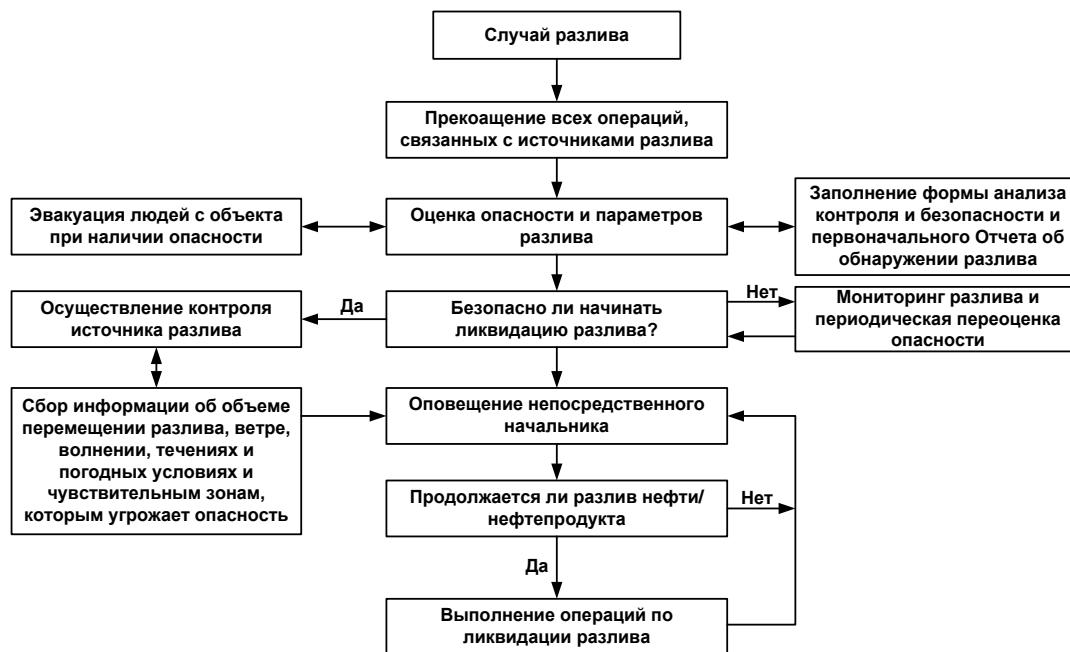 Случай разлива
Прекоащение всех операций,
связанных с источниками разлива
Эвакуация людей с объекта
при наличии опасности
Оценка опасности и параметров
разлива
Заполнение формы анализа
контроля и безопасности и
первоначального Отчета об
обнаружении разлива
Осуществление контроля
источника разлива
Да
Безопасно ли начинать
ликвидацию разлива?
Нет
Мониторинг разлива и
периодическая переоценка
опасности
Сбор информации об объеме
перемещении разлива, ветре,
волнении, течениях и
погодных условиях и
чувствительным зонам,
которым угрожает опасность
Оповещение непосредственного
начальника
Продолжается ли разлив нефти/
нефтепродукта
Нет
Да
Выполнение операций по
ликвидации разлива